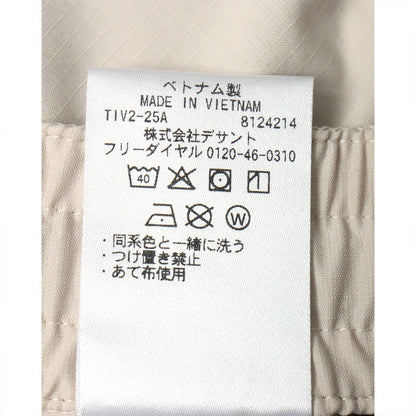 ベトナム製
MADE IN VIETNAM
TIV2-25A 8124214
株式会社デサント
フリーダイヤル 0120-46-0310
40
W
・同系色と一緒に洗う
・つけ置き禁止
・あて布使用